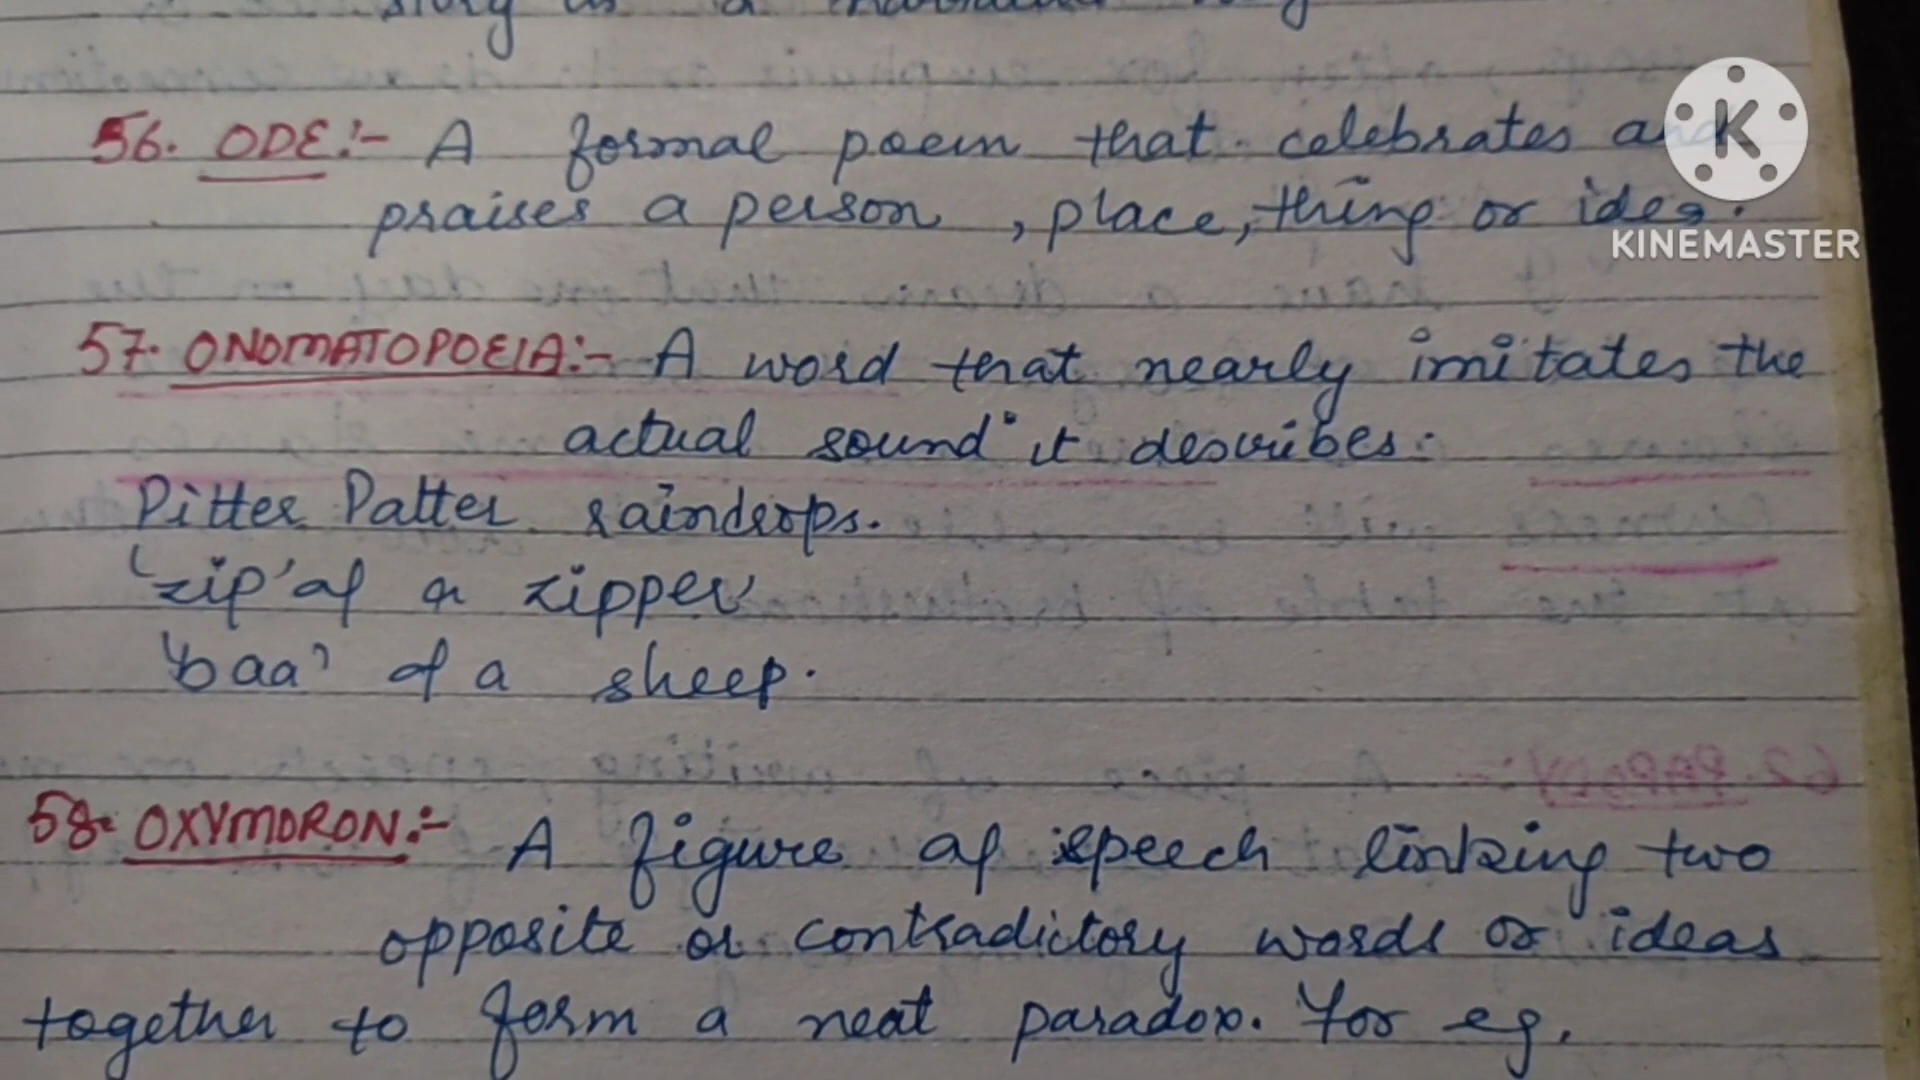 story as a
56. ODE:- A formal poem that celebrates and
praises a person, place, thing or idea.
57. ONOMATOPOEIA:- A word that nearly imitates the
actual sound it describes.
Pitter Patter raindrops.
'zip' of a zipper
'baa' of a sheep.
58. OXYMORON:- A figure of speech linking two
opposite or contradictory words or ideas
together to form a neat paradox. For eg.
K
KINEMASTER